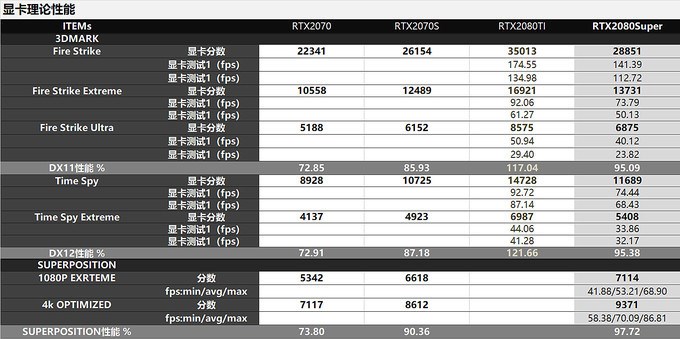 显卡理论性能
ITEMs RTX2070 RTX2070S RTX2080TI RTX2080Super
3DMARK
Fire Strike 显卡分数 22341 26154 35013 28851
显卡测试1（fps） 174.55 141.39
显卡测试1（fps） 134.98 112.72
Fire Strike Extreme 显卡分数 10558 12489 16921 13731
显卡测试1（fps） 92.06 73.79
显卡测试1（fps） 61.27 50.13
Fire Strike Ultra 显卡分数 5188 6152 8575 6875
显卡测试1（fps） 50.94 40.12
显卡测试1（fps） 29.40 23.82
DX11性能 % 72.85 85.93 117.04 95.09
Time Spy 显卡分数 8928 10725 14728 11689
显卡测试1（fps） 92.72 74.44
显卡测试1（fps） 87.14 68.43
Time Spy Extreme 显卡分数 4137 4923 6987 5408
显卡测试1（fps） 44.06 33.86
显卡测试1（fps） 41.28 32.17
DX12性能 % 72.91 87.18 121.66 95.38
SUPERPOSITION
1080P EXRTEME 分数 5342 6618 7114
fps:min/avg/max 41.88/53.21/68.90
4k OPTIMIZED 分数 7117 8612 9371
fps:min/avg/max 58.38/70.09/86.81
SUPERPOSITION性能 % 73.80 90.36 97.72